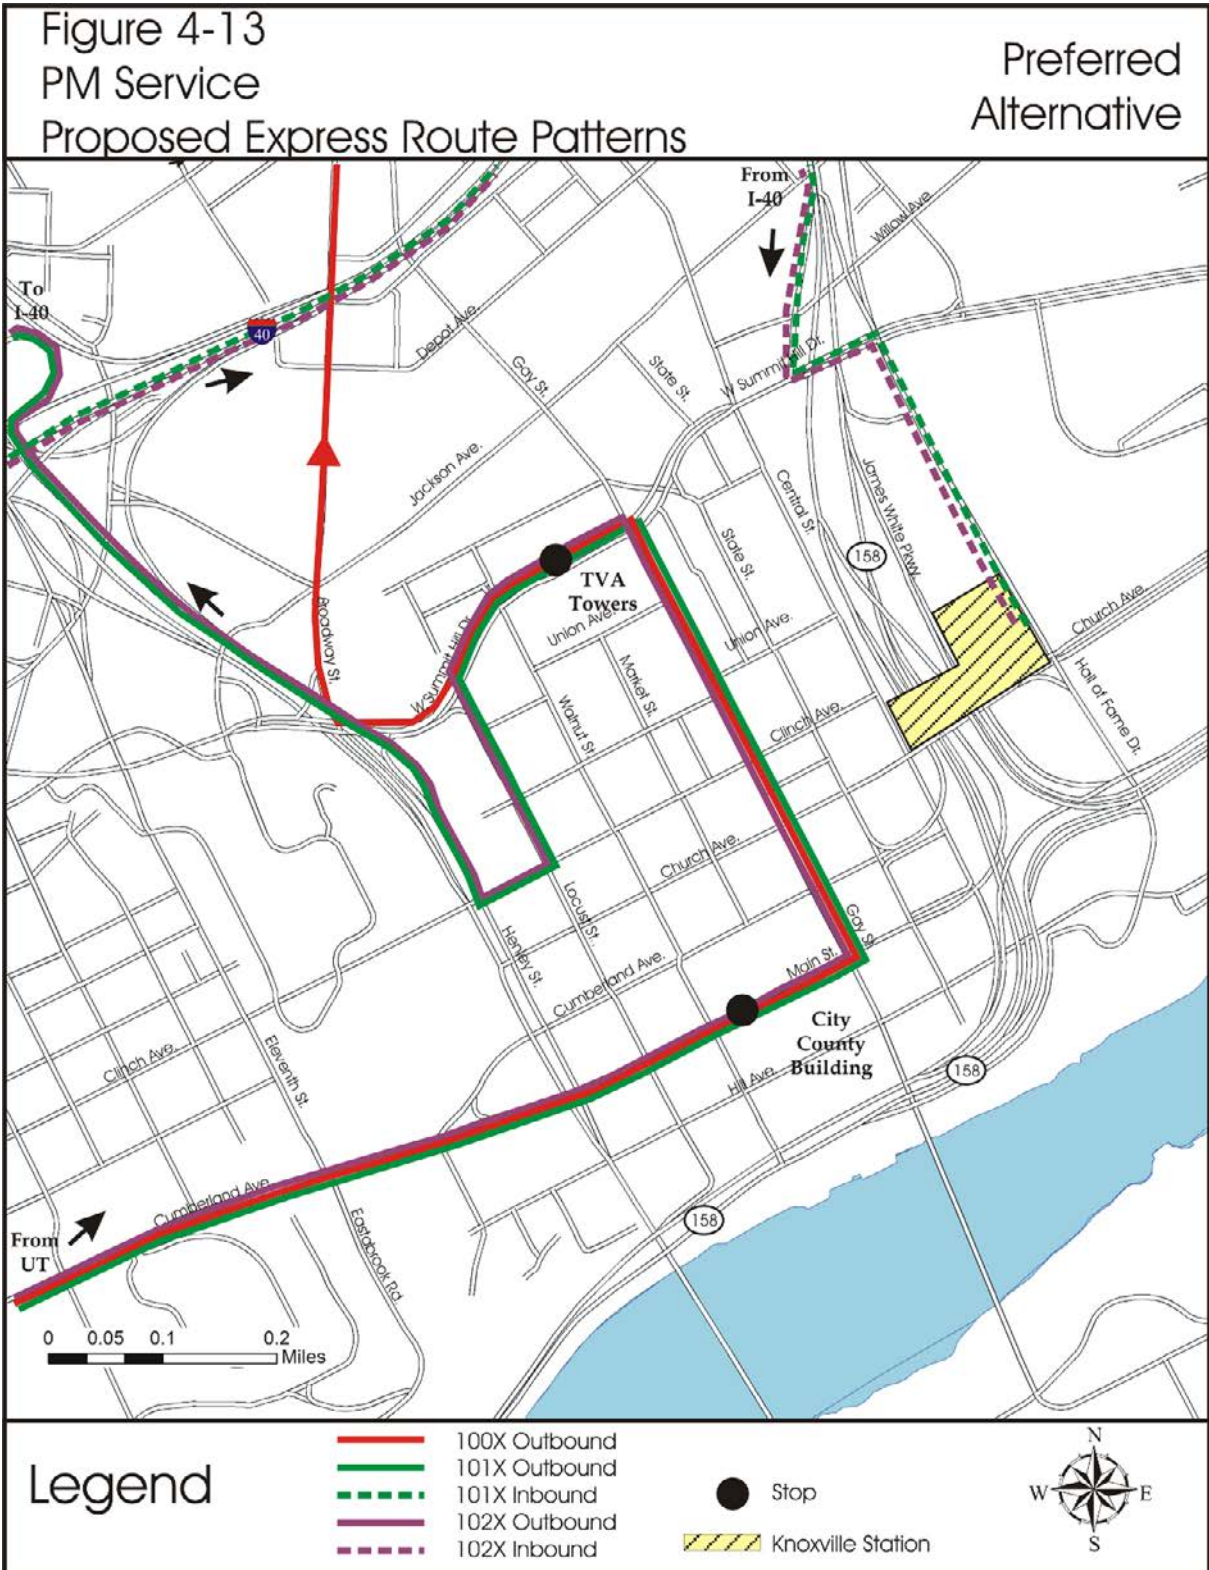 Figure 4-13
PM Service
Proposed Express Route Patterns
Preferred
Alternative
From
I-40
Willow Ave.
To
I-40
40
Depot Ave.
Gay St.
State St.
W Summit Hill Dr.
Jackson Ave.
Central St.
James White Pkwy.
158
State St.
TVA
Towers
Broadway St.
W Summit Hill Dr.
Union Ave.
Union Ave.
Church Ave.
Market St.
Walnut St.
Clinch Ave.
Hall of Fame Dr.
Church Ave.
Locust St.
Gay St.
Henley St.
Cumberland Ave.
Main St.
City
County
Building
Clinch Ave.
Eleventh St.
Hill Ave.
158
Cumberland Ave.
From
UT
Eastabrook Rd.
158
0 0.05 0.1 0.2
Miles
Legend
100X Outbound
101X Outbound
101X Inbound
102X Outbound
102X Inbound
Stop
Knoxville Station
N
W E
S